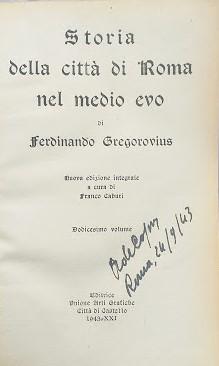 Storia
della città di Roma
nel medio evo
di
Ferdinando Gregorovius
Nuova edizione integrale
a cura di
Franco Cabuti
Dodicesimo volume
Roma, 24/9/43
Editrice
Unione Arti Grafiche
Città di Castello
1943-XXI